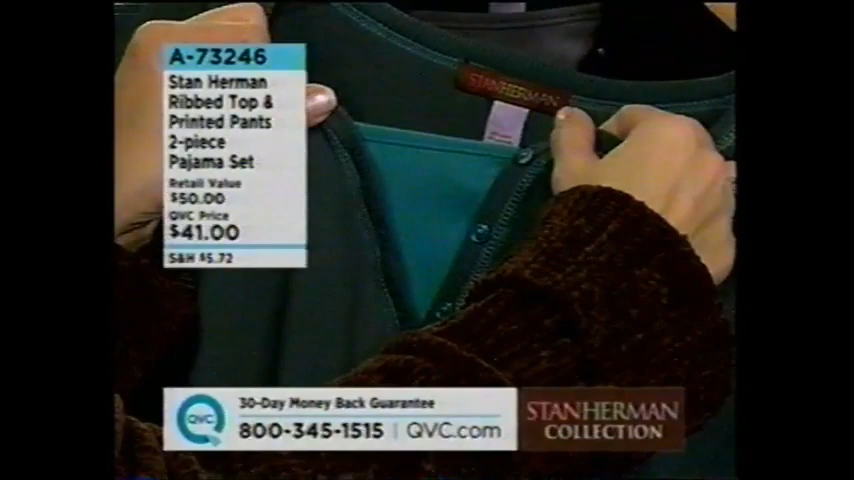 A-73246
Stan Herman
Ribbed Top &
Printed Pants
2-piece
Pajama Set
Retail Value
$50.00
QVC Price
$41.00
S&H $5.72
STANHERMAN
QVC
30-Day Money Back Guarantee
800-345-1515 | QVC.com
STANHERMAN
COLLECTION